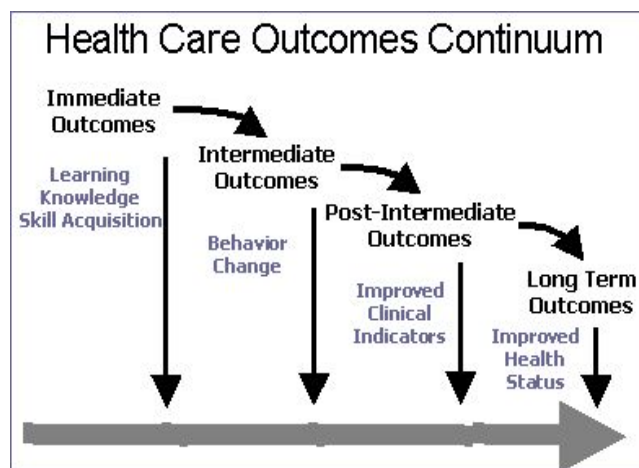 Health Care Outcomes Continuum
Immediate
Outcomes
Learning
Knowledge
Skill Acquisition
Intermediate
Outcomes
Behavior
Change
Post-Intermediate
Outcomes
Improved
Clinical
Indicators
Long Term
Outcomes
Improved
Health
Status